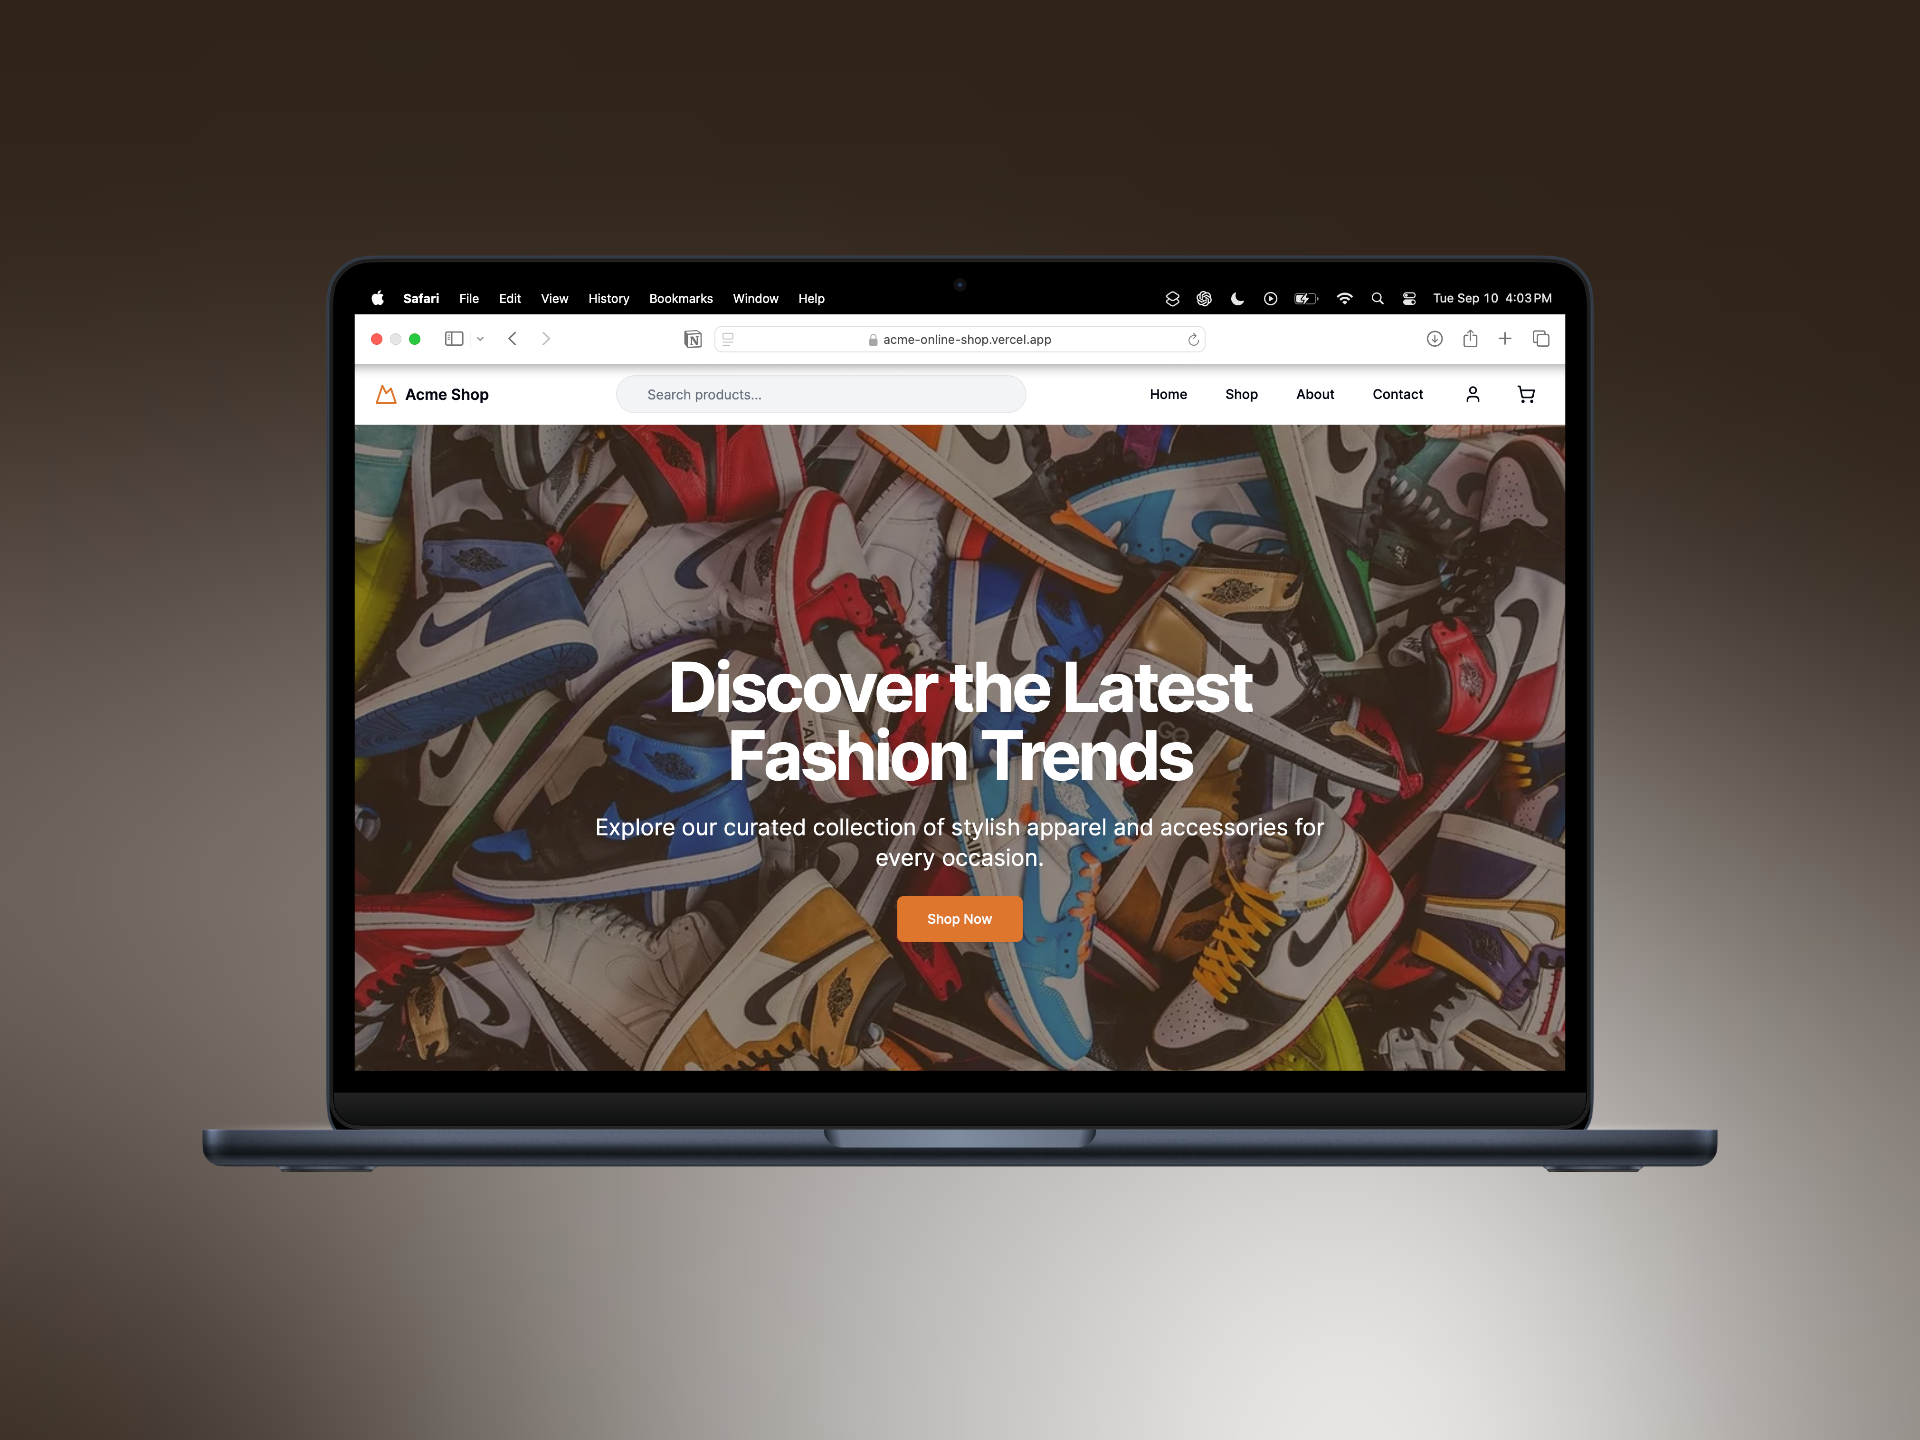 Safari File Edit View History Bookmarks Window Help Tue Sep 10 4:03 PM
acme-online-shop.vercel.app
Acme Shop Search products... Home Shop About Contact
Discover the Latest
Fashion Trends
Explore our curated collection of stylish apparel and accessories for
every occasion.
Shop Now